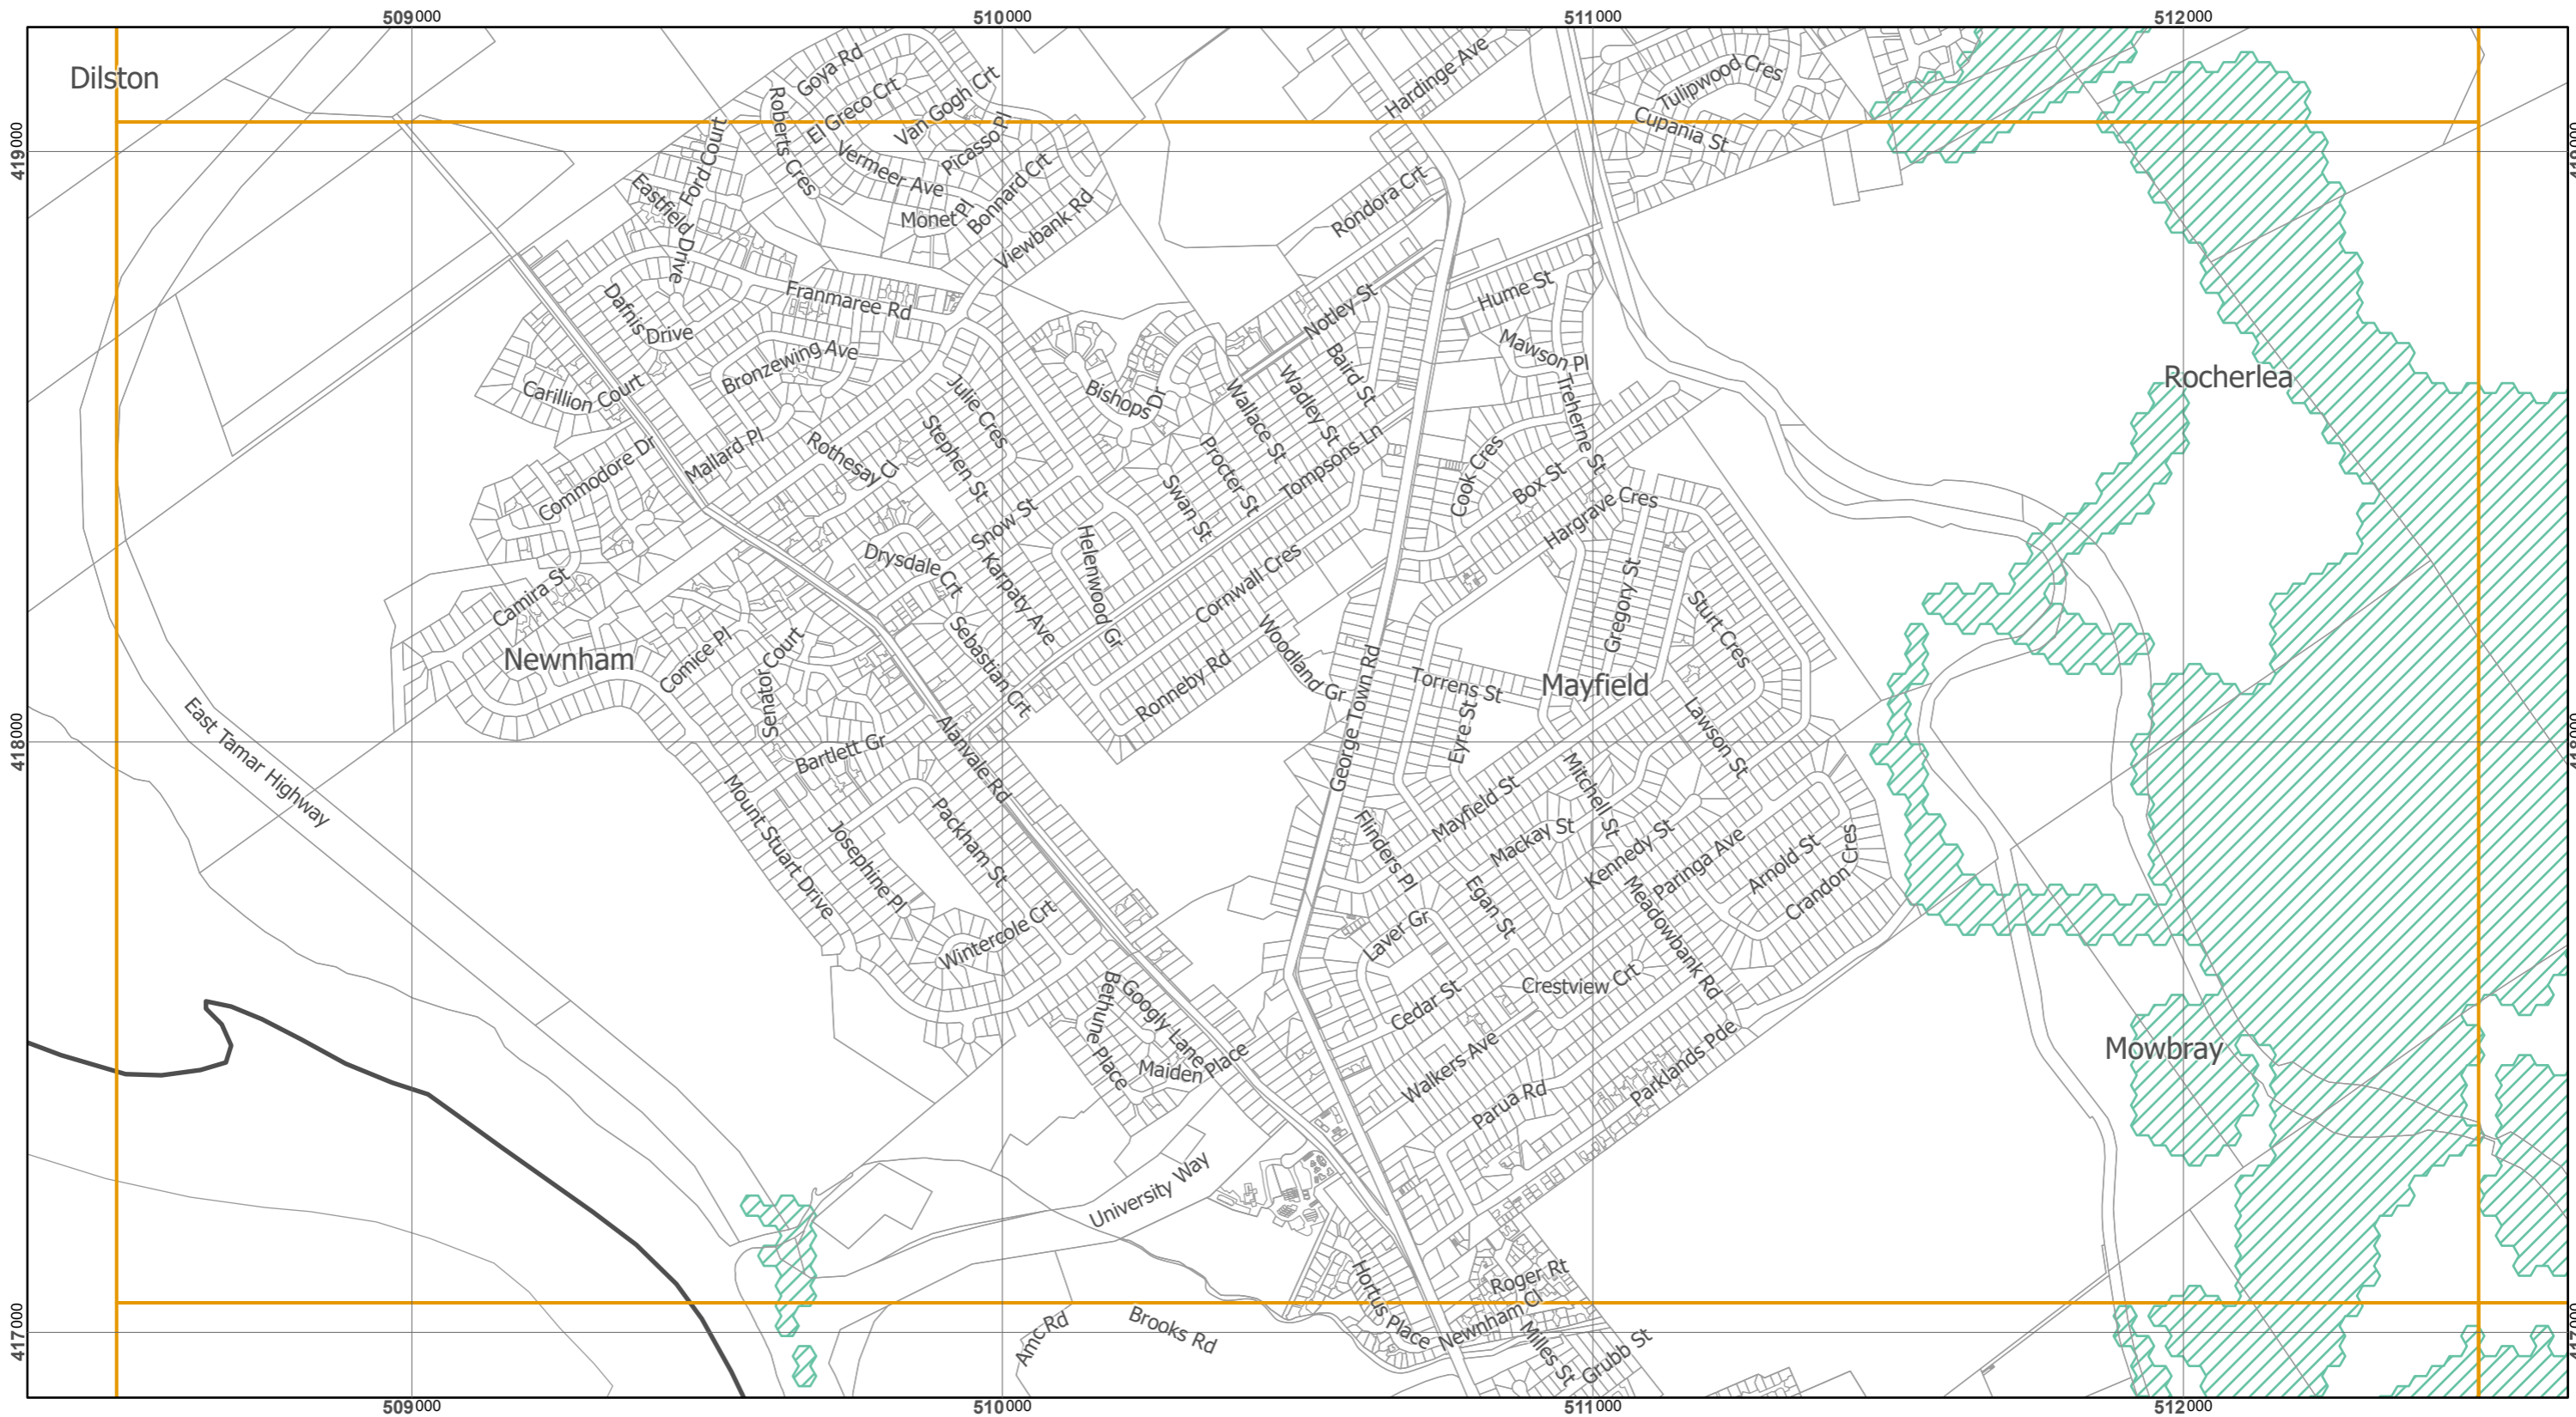 509000
510000
511000
512000
Dilston
Goya Rd
El Greco Crt
Van Gogh Crt
Roberts Cres
Vermeer Ave
Picasso Pl
Bonnard Crt
Monet Pl
Viewbank Rd
Ford Court
Eastfield Drive
Hardinge Ave
Tulipwood Cres
Cupania St
Rondora Crt
419000
Franmaree Rd
Dafnis Drive
Bronzewing Ave
Carillion Court
Notley St
Hume St
Mawson Pl
Baird St
Wadley St
Wallace St
Bishops Dr
Julie Cres
Stephen St
Treherne St
Rocherlea
Commodore Dr
Mallard Pl
Rothesay Cl
Procter St
Tompsons Ln
Cook Cres
Box St
Hargrave Cres
Swan St
Snow St
Drysdale Crt
Karpaty Ave
Helenwood Gr
Cornwall Cres
Gregory St
Sturt Cres
Camira St
Newnham
Comice Pl
Senator Court
Sebastian Crt
Ronneby Rd
Woodland Gr
George Town Rd
Torrens St
Mayfield
Eyre St
Lawson St
418000
418000
East Tamar Highway
Bartlett Gr
Alanvale Rd
Mount Stuart Drive
Josephine Pl
Packham St
Wintercole Crt
Mayfield St
Mitchell St
Flinders Pl
Mackay St
Kennedy St
Paringa Ave
Arnold St
Crandon Cres
Egan St
Laver Gr
Meadowbank Rd
Crestview Crt
Cedar St
Bethune Place
Googly Lane
Maiden Place
Walkers Ave
Parua Rd
Parklands Pde
Mowbray
University Way
Hortus Place
Roger Rt
Newnham Cl
Milles St
Grubb St
Amc Rd
Brooks Rd
417000
509000
510000
511000
512000